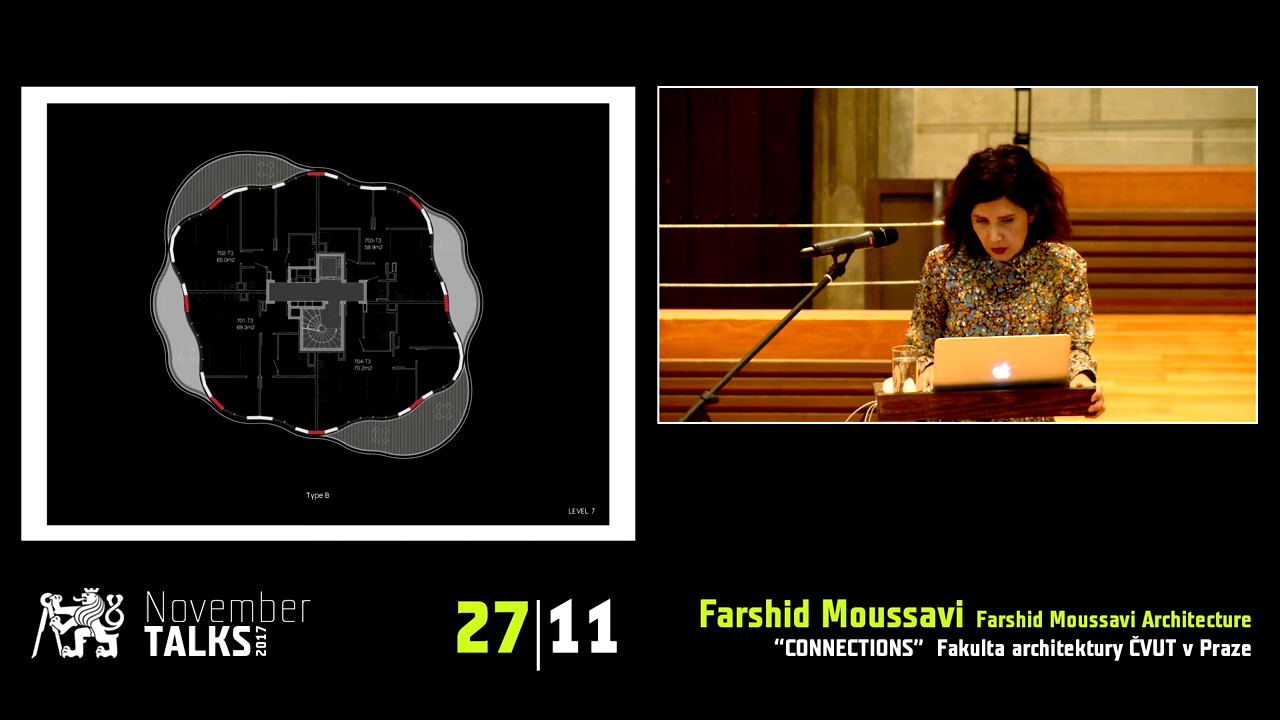 703-T3
58.9m2
702-T3
65.0m2
701-T3
69.3m2
704-T3
70.2m2
Type B
LEVEL 7
November
TALKS 2017
27|11
Farshid Moussavi Farshid Moussavi Architecture
“CONNECTIONS” Fakulta architektury ČVUT v Praze